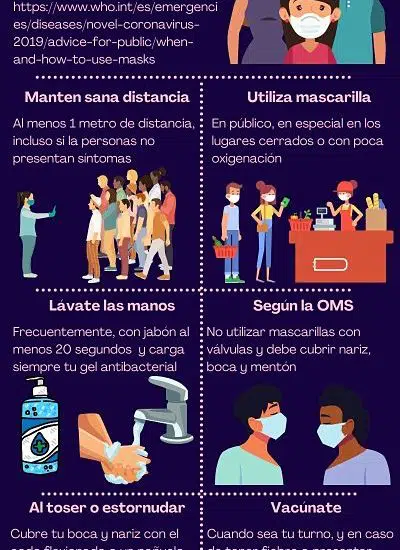 https://www.who.int/es/emergenci
es/diseases/novel-coronavirus-
2019/advice-for-public/when-
and-how-to-use-masks
Manten sana distancia
Al menos 1 metro de distancia,
incluso si la personas no
presentan sintomas
Utiliza mascarilla
En público, en especial en los
lugares cerrados o con poca
oxigenación
Lávate las manos
Frecuentemente, con jabón al
menos 20 segundos y carga
siempre tu gel antibacterial
Según la OMS
No utilizar mascarillas con
válvulas y debe cubrir nariz,
boca y mentón
Al toser o estornudar
Cubre tu boca y nariz con el
Vacúnate
Cuando sea tu turno, y en caso